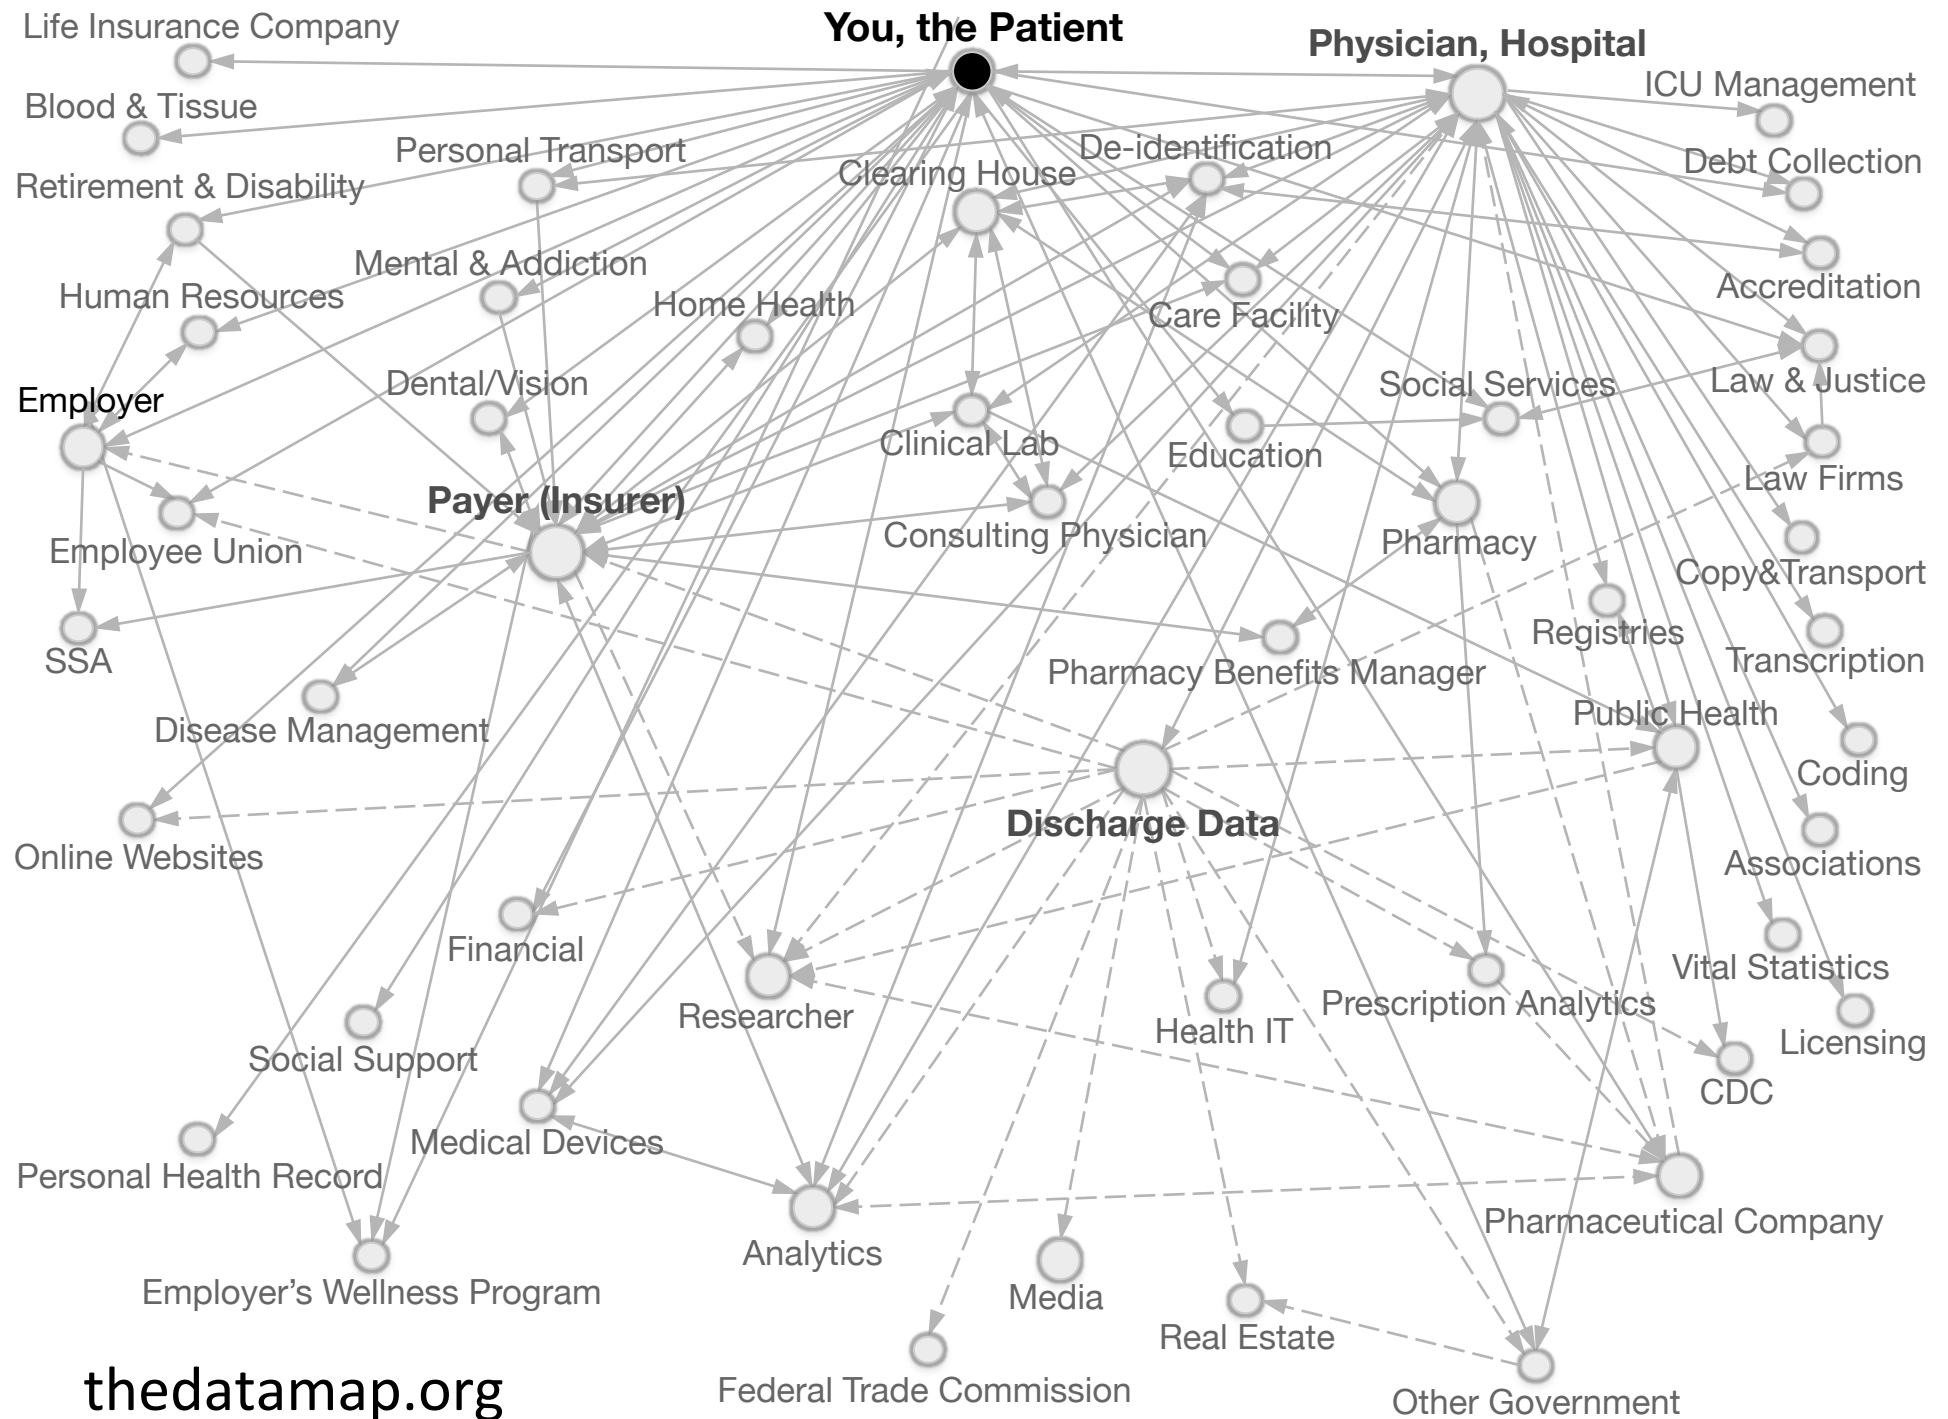 Life Insurance Company
You, the Patient
Physician, Hospital
ICU Management
Blood & Tissue
Personal Transport
De-identification
Clearing House
Debt Collection
Retirement & Disability
Mental & Addiction
Human Resources
Home Health
Care Facility
Accreditation
Employer
Dental/Vision
Social Services
Law & Justice
Clinical Lab
Education
Law Firms
Payer (Insurer)
Consulting Physician
Pharmacy
Employee Union
Copy&Transport
Registries
SSA
Transcription
Pharmacy Benefits Manager
Disease Management
Public Health
Coding
Discharge Data
Online Websites
Associations
Financial
Vital Statistics
Researcher
Prescription Analytics
Health IT
Licensing
Social Support
CDC
Medical Devices
Personal Health Record
Pharmaceutical Company
Analytics
Employer’s Wellness Program
Media
Real Estate
thedatamap.org
Federal Trade Commission
Other Government